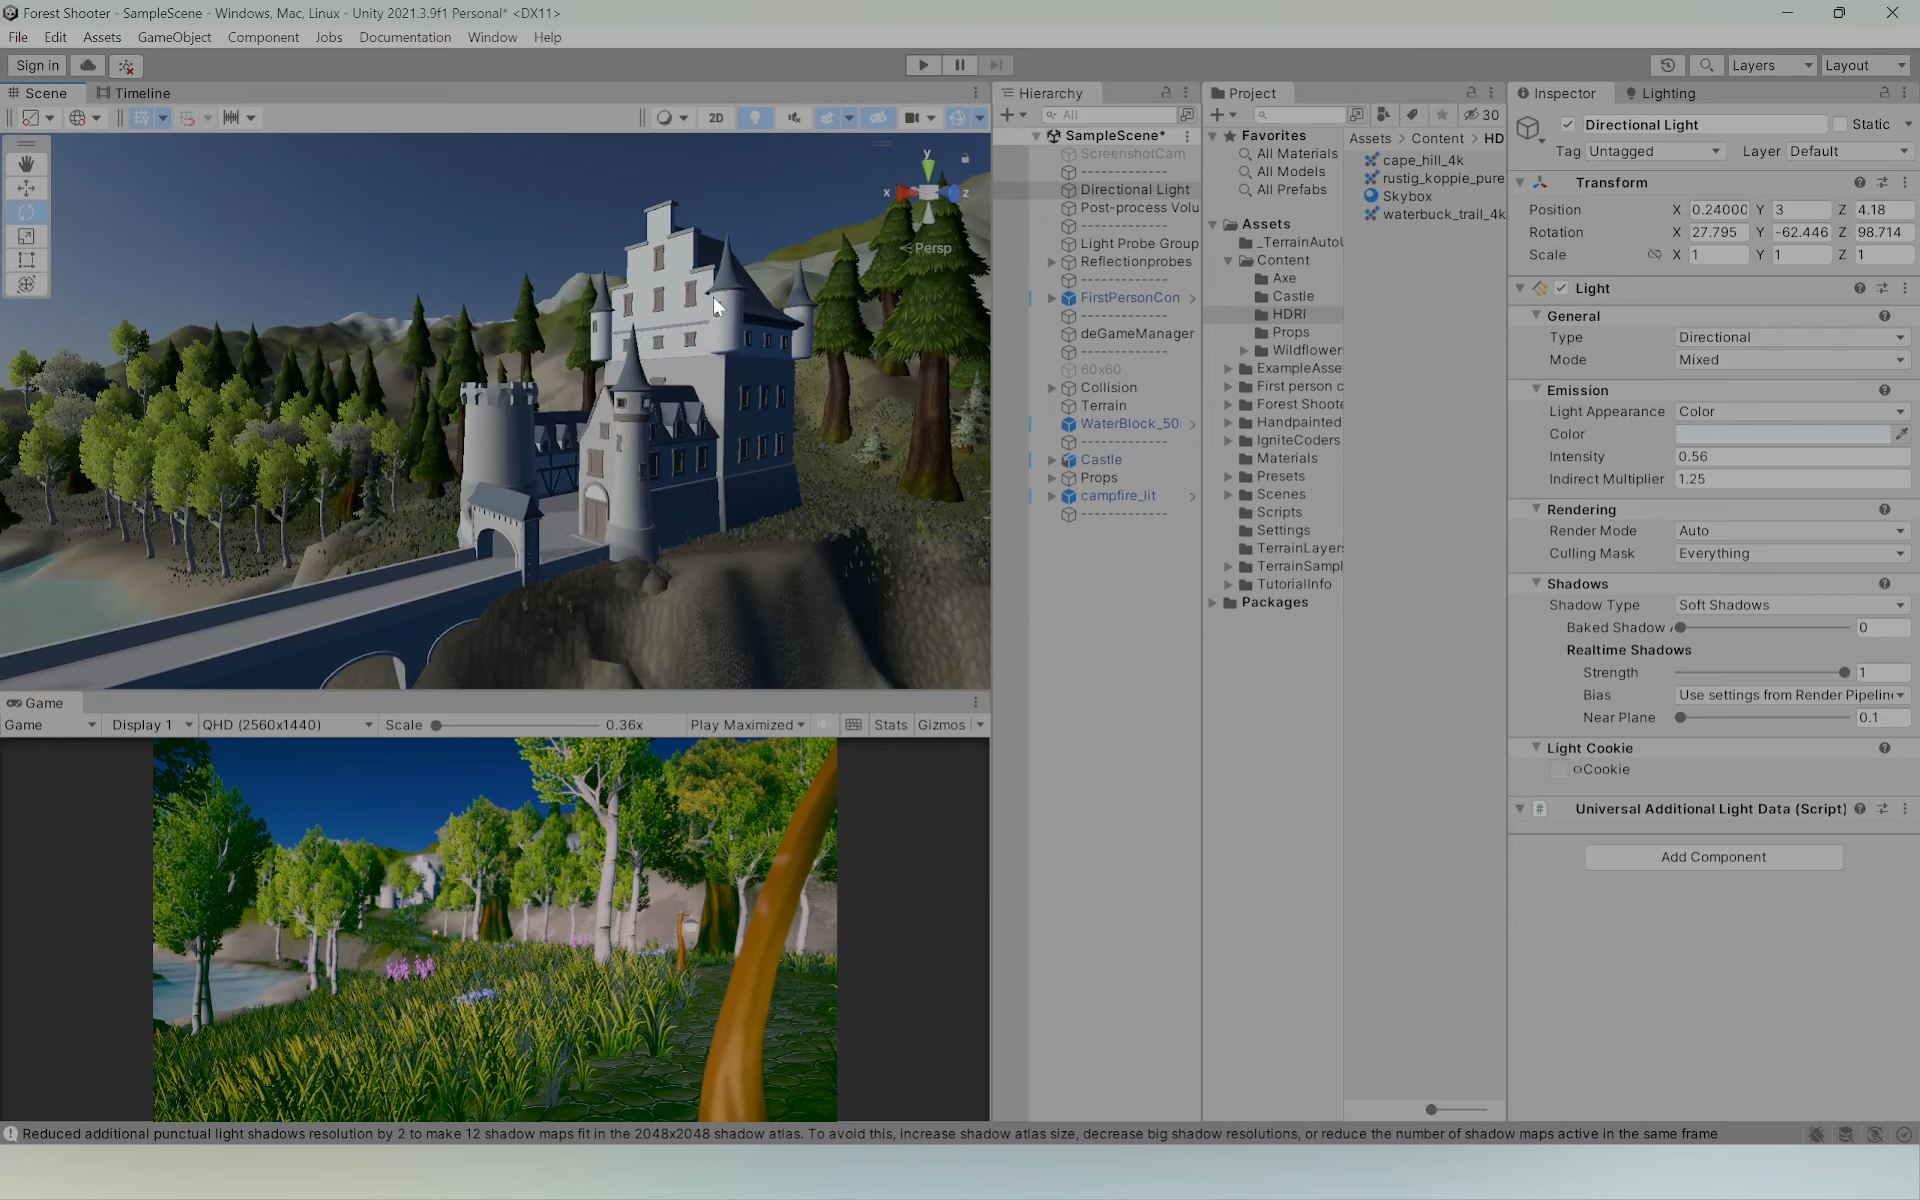 Forest Shooter - SampleScene - Windows, Mac, Linux - Unity 2021.3.9f1 Personal* <DX11>
File Edit Assets GameObject Component Jobs Documentation Window Help
Sign in
Layers
Layout
Scene
Timeline
2D
y
x
z
Persp
Game
Game
Display 1
QHD (2560x1440)
Scale
0.36x
Play Maximized
Stats
Gizmos
Hierarchy
All
SampleScene*
ScreenshotCam
---------------
Directional Light
Post-process Volu
---------------
Light Probe Group
Reflectionprobes
---------------
FirstPersonCon
---------------
deGameManager
---------------
60x60
Collision
Terrain
WaterBlock_50
---------------
Castle
Props
campfire_lit
---------------
Project
30
Favorites
All Materials
All Models
All Prefabs
Assets
_TerrainAutoU
Content
Axe
Castle
HDRI
Props
Wildflower
ExampleAsse
First person c
Forest Shoote
Handpainted
IgniteCoders
Materials
Presets
Scenes
Scripts
Settings
TerrainLayers
TerrainSampl
TutorialInfo
Packages
Assets > Content > HD
cape_hill_4k
rustig_koppie_pure
Skybox
waterbuck_trail_4k
Inspector
Lighting
Directional Light
Static
Tag Untagged
Layer Default
Transform
Position X 0.24000 Y 3 Z 4.18
Rotation X 27.795 Y -62.446 Z 98.714
Scale X 1 Y 1 Z 1
Light
General
Type Directional
Mode Mixed
Emission
Light Appearance Color
Color
Intensity 0.56
Indirect Multiplier 1.25
Rendering
Render Mode Auto
Culling Mask Everything
Shadows
Shadow Type Soft Shadows
Baked Shadow 0
Realtime Shadows
Strength 1
Bias Use settings from Render Pipelin
Near Plane 0.1
Light Cookie
Cookie
# Universal Additional Light Data (Script)
Add Component
Reduced additional punctual light shadows resolution by 2 to make 12 shadow maps fit in the 2048x2048 shadow atlas. To avoid this, increase shadow atlas size, decrease big shadow resolutions, or reduce the number of shadow maps active in the same frame